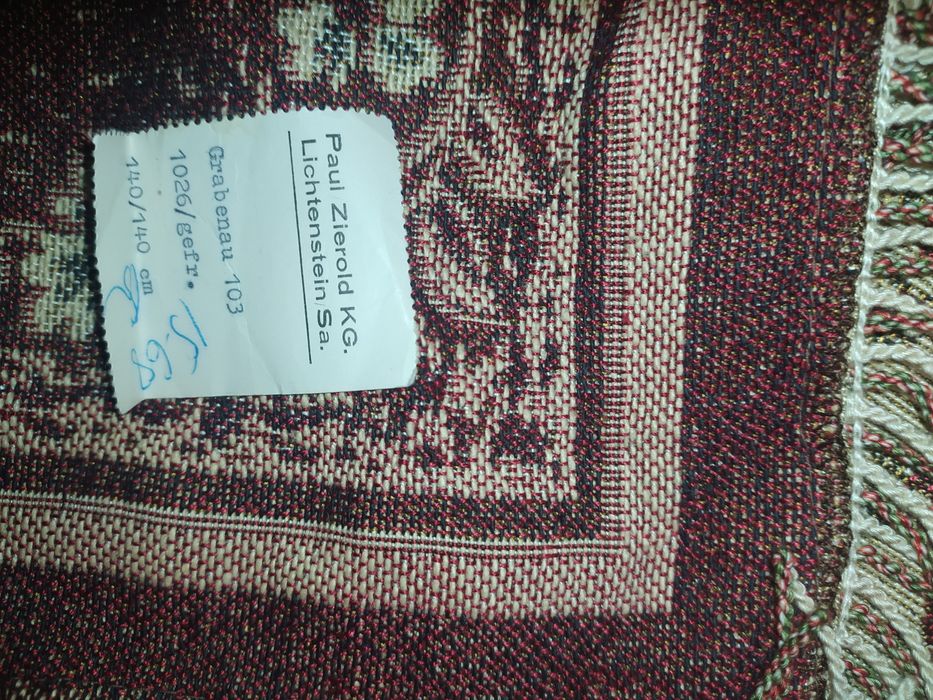 Paul Zierold KG.
Lichtenstein/Sa.
Grabenau 103
1026/gefr.
140/140 cm